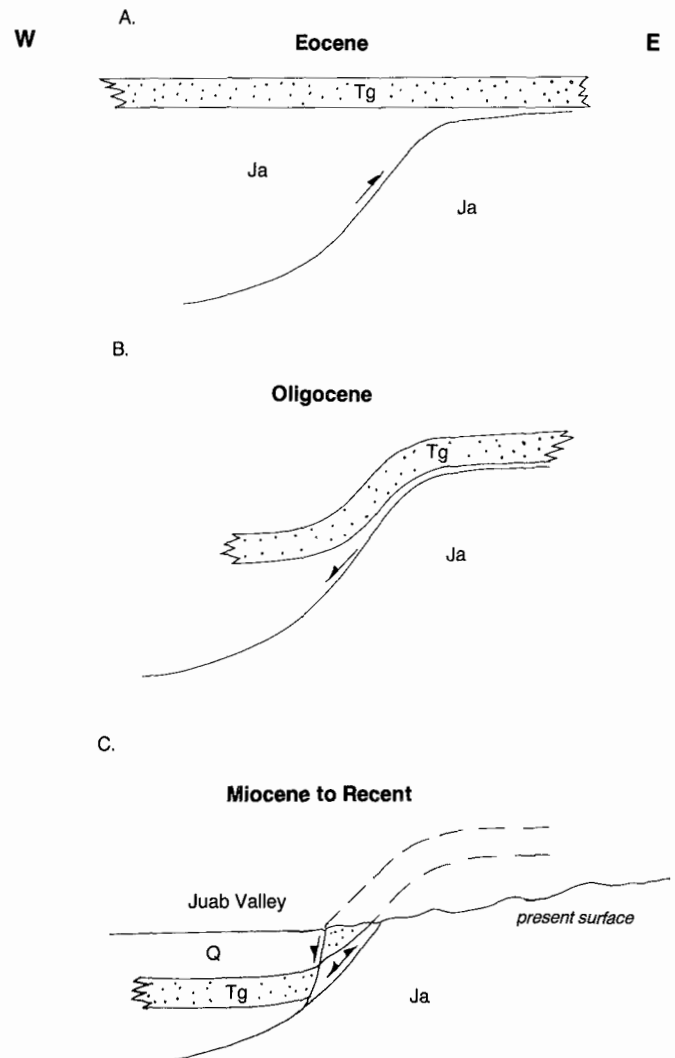 A.
W
Eocene
E
Tg
Ja
Ja
B.
Oligocene
Tg
Ja
C.
Miocene to Recent
Juab Valley
present surface
Q
Tg
Ja